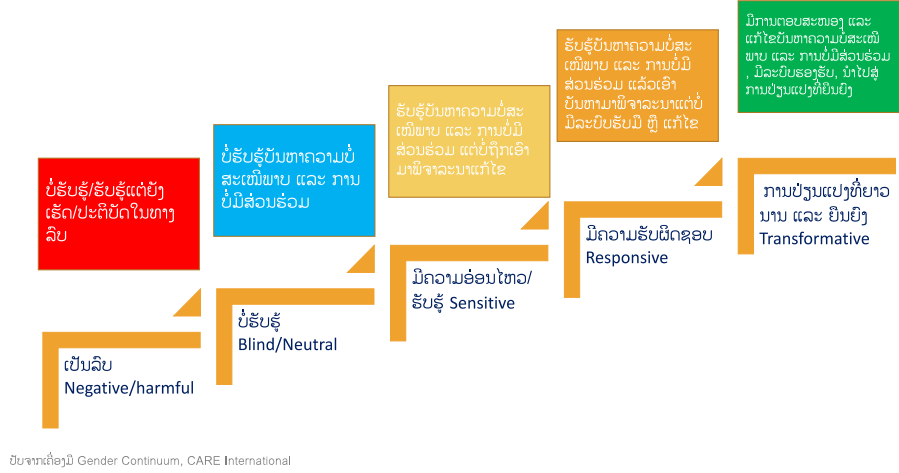 ບໍ່ຮັບຮູ້/ຮັບຮູ້ແຕ່ຍັງ
ເຮັດ/ປະຕິບັດໃນທາງ
ລົບ
ເປັນລົບ
Negative/harmful
ບໍ່ຮັບຮູ້ບັນຫາຄວາມບໍ່
ສະເໝີພາບ ແລະ ການ
ບໍ່ມີສ່ວນຮ່ວມ
ບໍ່ຮັບຮູ້
Blind/Neutral
ຮັບຮູ້ບັນຫາຄວາມບໍ່ສະ
ເໝີພາບ ແລະ ການບໍ່ມີ
ສ່ວນຮ່ວມ ແຕ່ບໍ່ຖືກເອົາ
ມາພິຈາລະນາແກ້ໄຂ
ມີຄວາມອ່ອນໄຫວ/
ຮັບຮູ້ Sensitive
ຮັບຮູ້ບັນຫາຄວາມບໍ່ສະ
ເໝີພາບ ແລະ ການບໍ່ມີ
ສ່ວນຮ່ວມ ແລ້ວເອົາ
ບັນຫາມາພິຈາລະນາແຕ່ບໍ່
ມີລະບົບຮັບມື ຫຼື ແກ້ໄຂ
ມີຄວາມຮັບຜິດຊອບ
Responsive
ມີການຕອບສະໜອງ ແລະ
ແກ້ໄຂບັນຫາຄວາມບໍ່ສະເໝີ
ພາບ ແລະ ການບໍ່ມີສ່ວນຮ່ວມ
, ມີລະບົບຮອງຮັບ, ນຳໄປສູ່
ການປ່ຽນແປງທີ່ຍືນຍົງ
ການປ່ຽນແປງທີ່ຍາວ
ນານ ແລະ ຍືນຍົງ
Transformative
ປັບຈາກເຄື່ອງມື Gender Continuum, CARE International